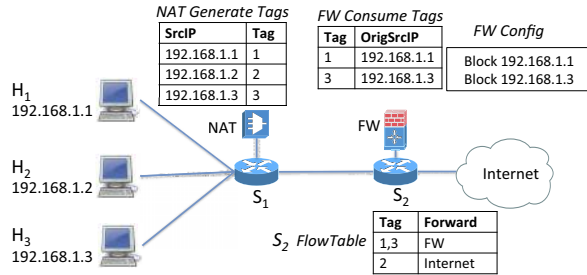 NAT Generate Tags
SrcIP Tag
192.168.1.1 1
192.168.1.2 2
192.168.1.3 3
FW Consume Tags
Tag OrigSrcIP
1 192.168.1.1
3 192.168.1.3
FW Config
Block 192.168.1.1
Block 192.168.1.3
H1
192.168.1.1
NAT
FW
H2
192.168.1.2
S1
S2
Internet
H3
192.168.1.3
S2 FlowTable
Tag Forward
1,3 FW
2 Internet